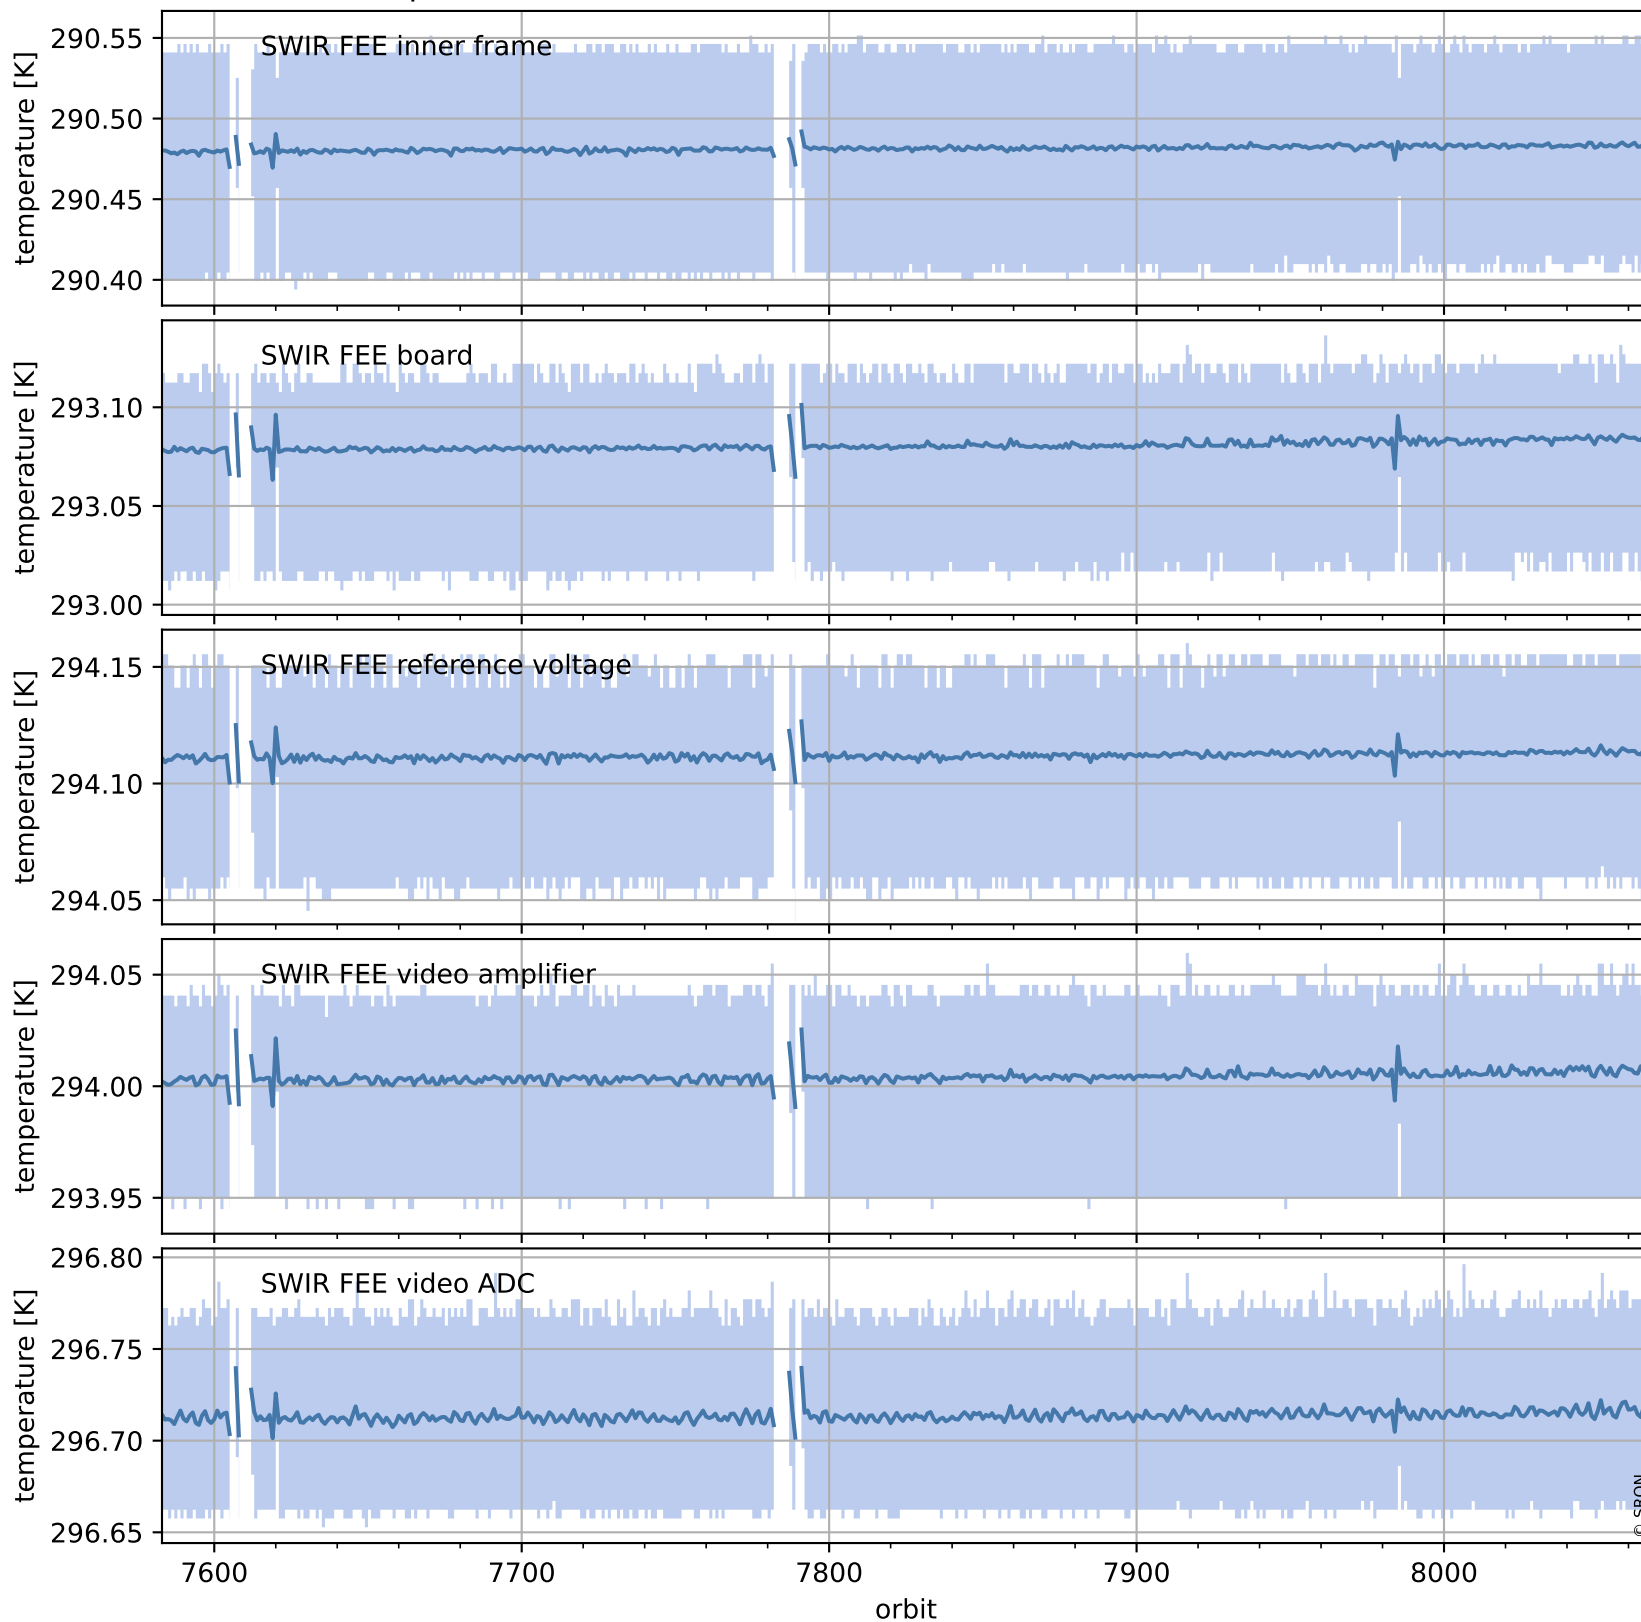 290.55
290.50
290.45
290.40
temperature [K]
SWIR FEE inner frame
293.10
293.05
293.00
temperature [K]
SWIR FEE board
294.15
294.10
294.05
temperature [K]
SWIR FEE reference voltage
294.05
294.00
293.95
temperature [K]
SWIR FEE video amplifier
296.80
296.75
296.70
296.65
temperature [K]
SWIR FEE video ADC
7600 7700 7800 7900 8000
orbit
© SRON